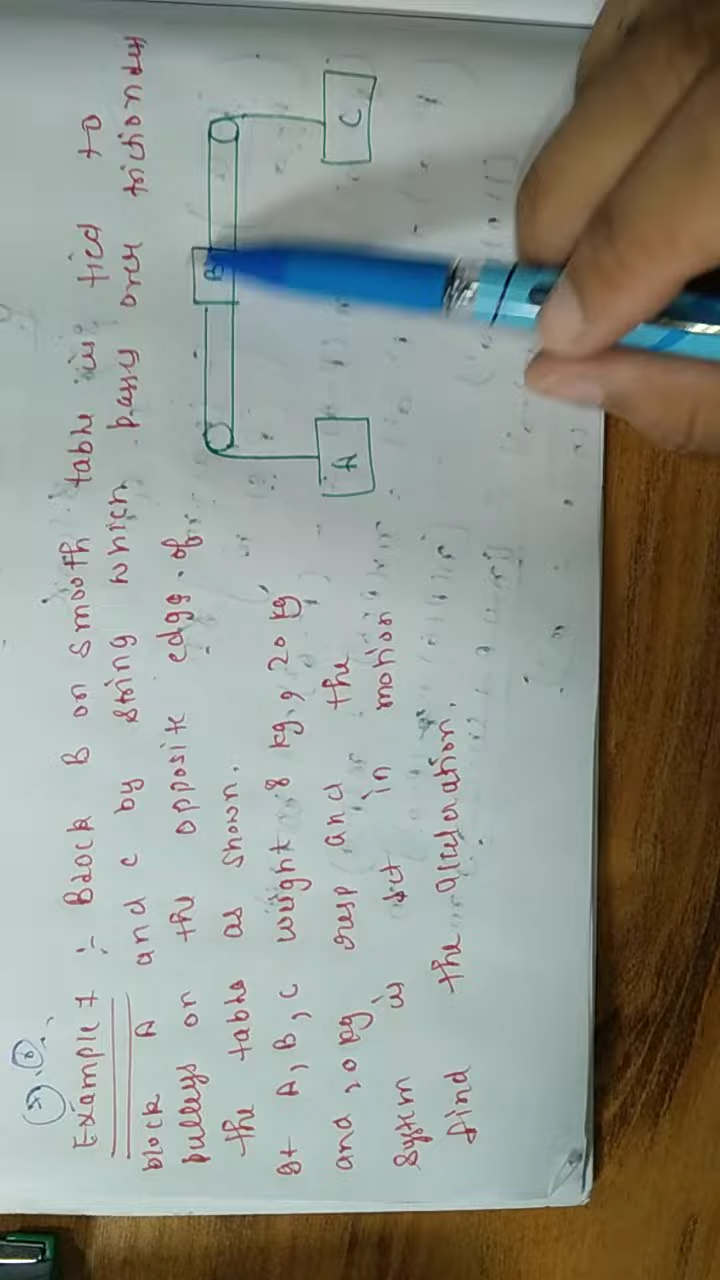 Example 7 :- Block B on smooth table is tied to
block A and C by string which passy over frictionless
pulleys on the opposite edge. of
the table as shown.
If A, B, C weight 8 kg, 20 kg
and 20 kg resp and the
system is set in motion
find the acceleration.
B
A
C